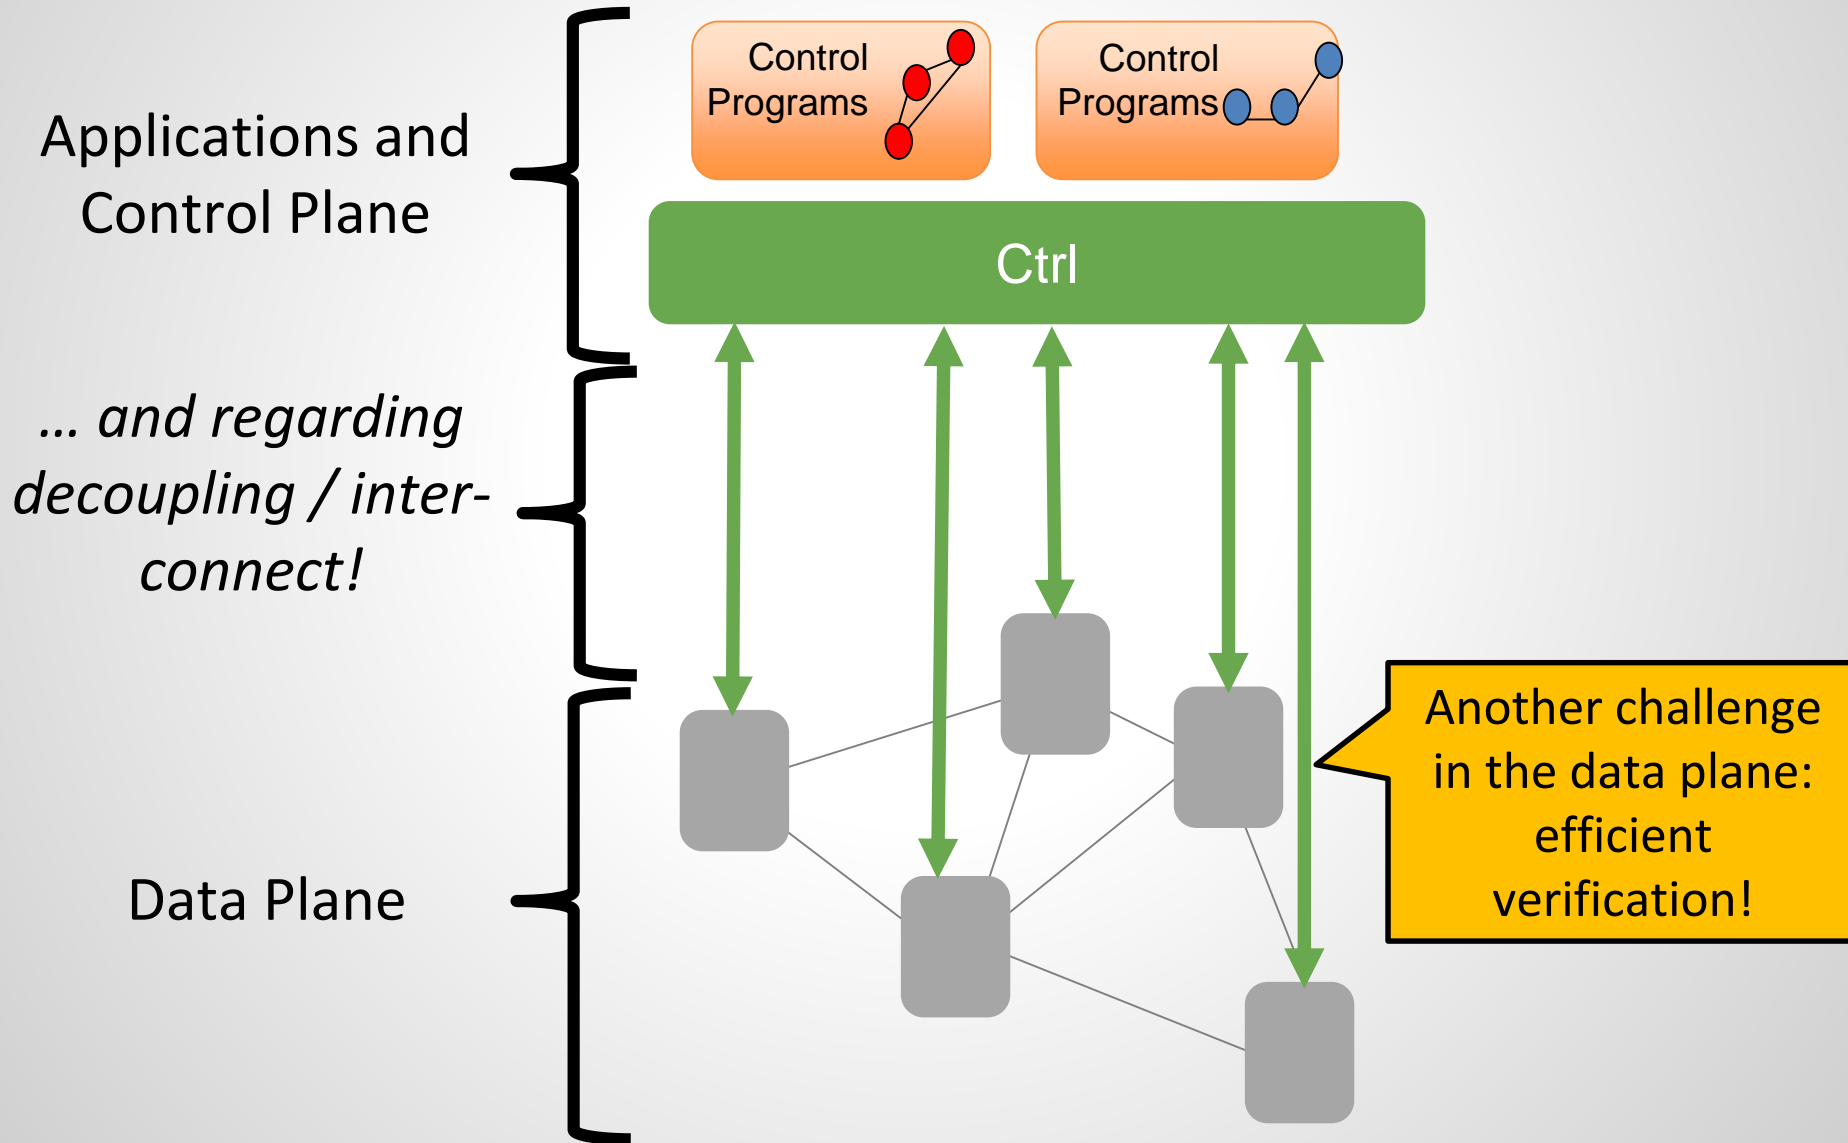 Control
Programs
Control
Programs
Applications and
Control Plane
Ctrl
... and regarding
decoupling / inter-
connect!
Another challenge
in the data plane:
efficient
verification!
Data Plane